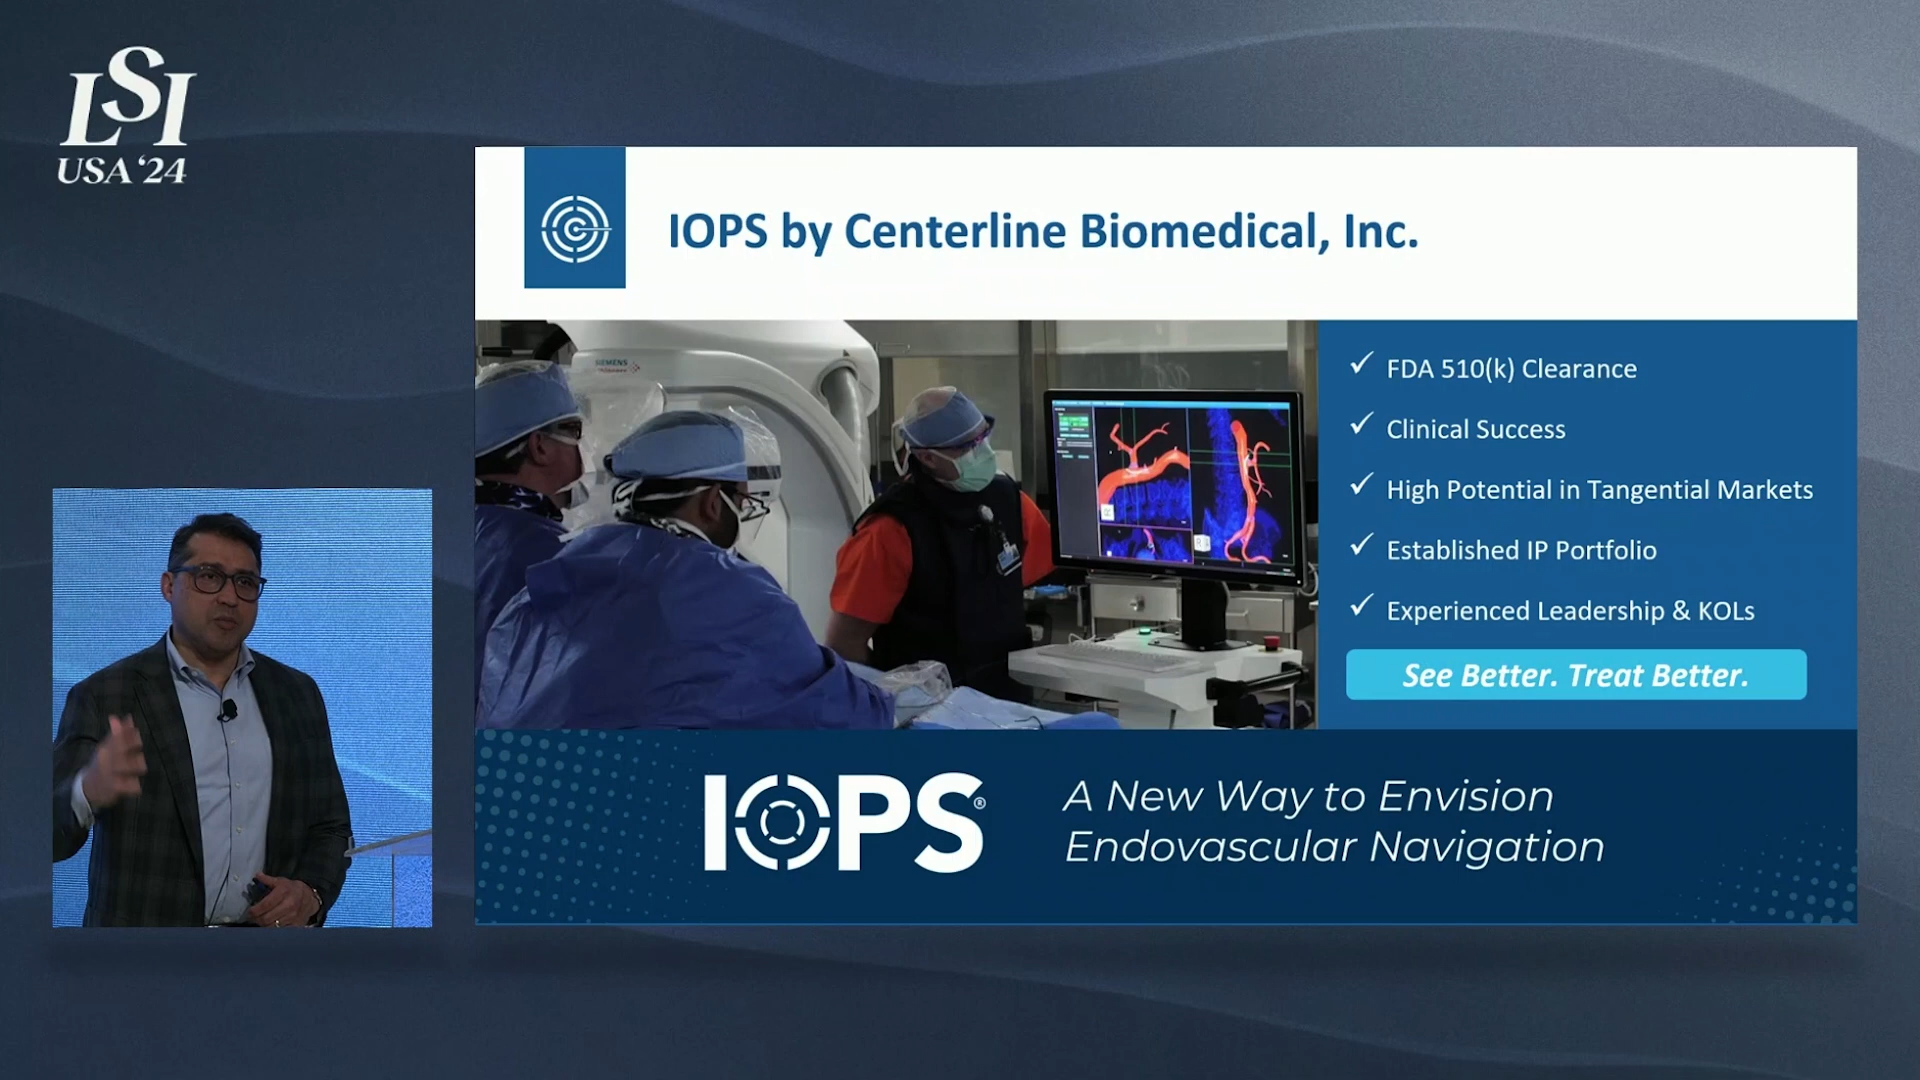 LSI
USA '24
IOPS by Centerline Biomedical, Inc.
SIEMENS
✓ FDA 510(k) Clearance
✓ Clinical Success
✓ High Potential in Tangential Markets
✓ Established IP Portfolio
✓ Experienced Leadership & KOLs
See Better. Treat Better.
IOPS®
A New Way to Envision
Endovascular Navigation